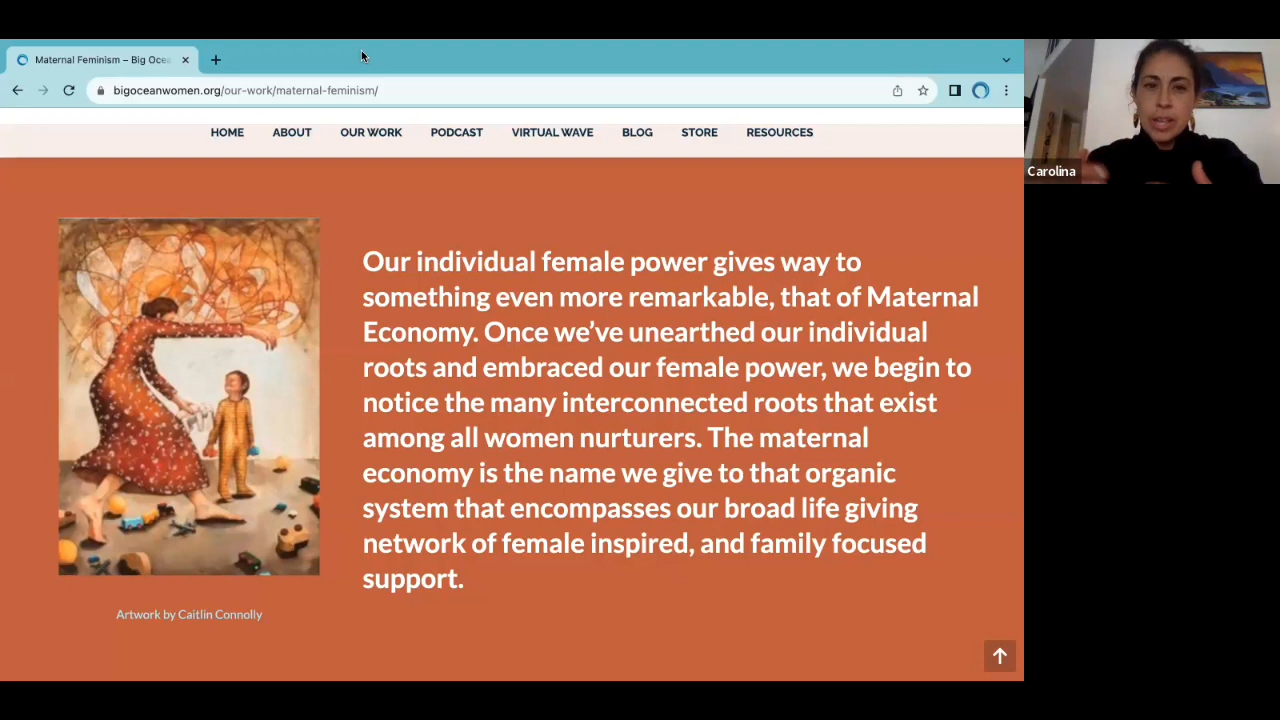 Maternal Feminism – Big Ocea
bigoceanwomen.org/our-work/maternal-feminism/
HOME ABOUT OUR WORK PODCAST VIRTUAL WAVE BLOG STORE RESOURCES
Carolina
Our individual female power gives way to
something even more remarkable, that of Maternal
Economy. Once we’ve unearthed our individual
roots and embraced our female power, we begin to
notice the many interconnected roots that exist
among all women nurturers. The maternal
economy is the name we give to that organic
system that encompasses our broad life giving
network of female inspired, and family focused
support.
Artwork by Caitlin Connolly